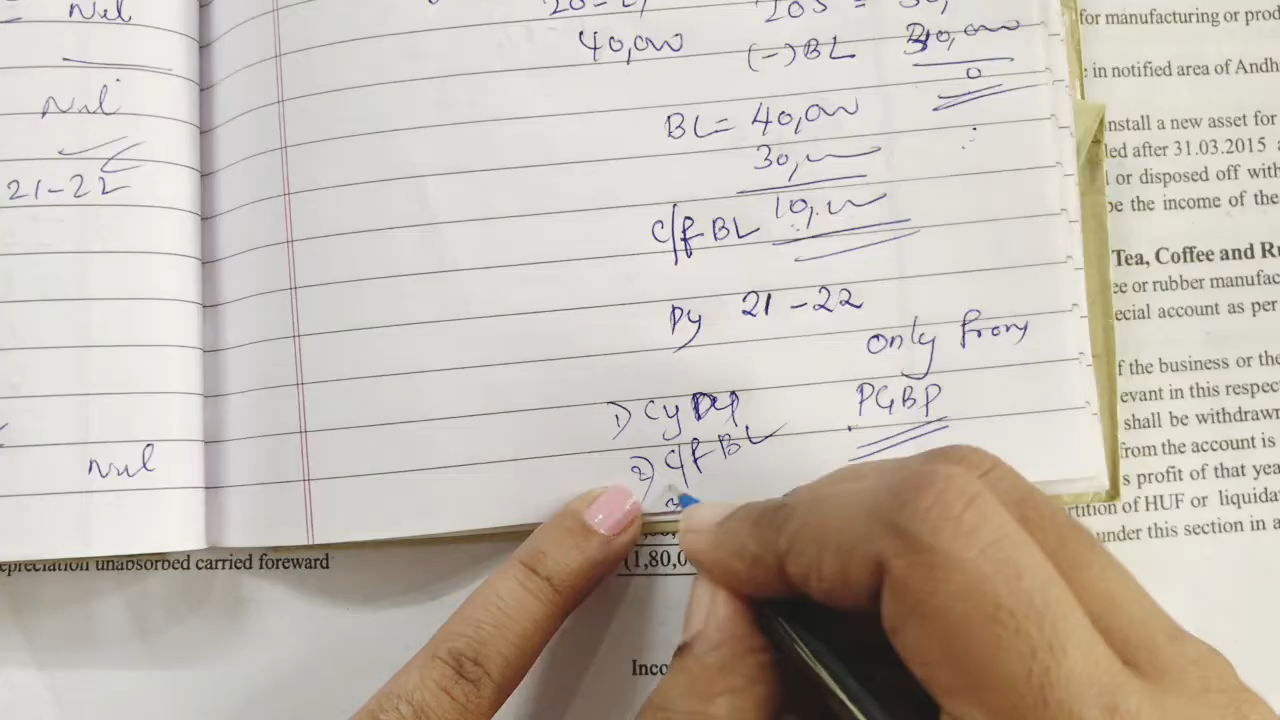 Nil
Nil
21-22
Nil
40,000
(-) BL 30,000
0
BL = 40,000
30,000
C/f BL 10,000
Py 21-22
only from
PGBP
1) Cy Dep
2) C/f BL
epreciation unabsorbed carried foreward
(1,80,0
Inco
for manufacturing or prod
in notified area of Andh
nstall a new asset for
led after 31.03.2015
l or disposed off with
be the income of the
Tea, Coffee and Ru
ee or rubber manufac
ecial account as per
f the business or the
evant in this respec
shall be withdrawn
from the account is
s profit of that yea
rtition of HUF or liquida
under this section in a